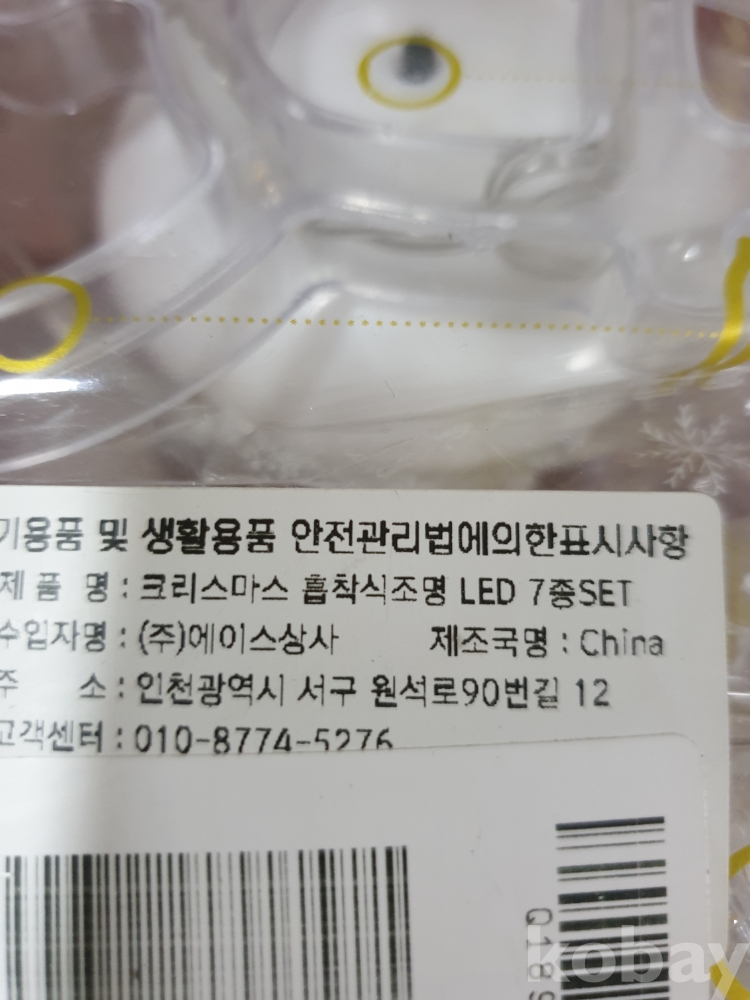 기용품 및 생활용품 안전관리법에의한표시사항
제 품 명 : 크리스마스 흡착식조명 LED 7종SET
수입자명 : (주)에이스상사 제조국명 : China
주 소 : 인천광역시 서구 원석로90번길 12
고객센터 : 010-8774-5276
G189
kobay